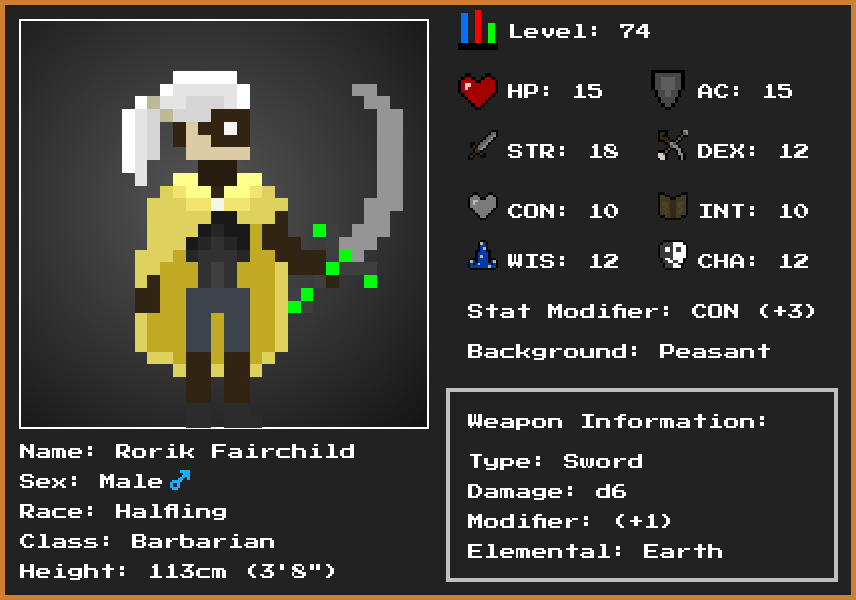 Level: 74
HP: 15
AC: 15
STR: 18
DEX: 12
CON: 10
INT: 10
WIS: 12
CHA: 12
Stat Modifier: CON (+3)
Background: Peasant
Weapon Information:
Type: Sword
Damage: d6
Modifier: (+1)
Elemental: Earth
Name: Rorik Fairchild
Sex: Male ♂
Race: Halfling
Class: Barbarian
Height: 113cm (3'8")